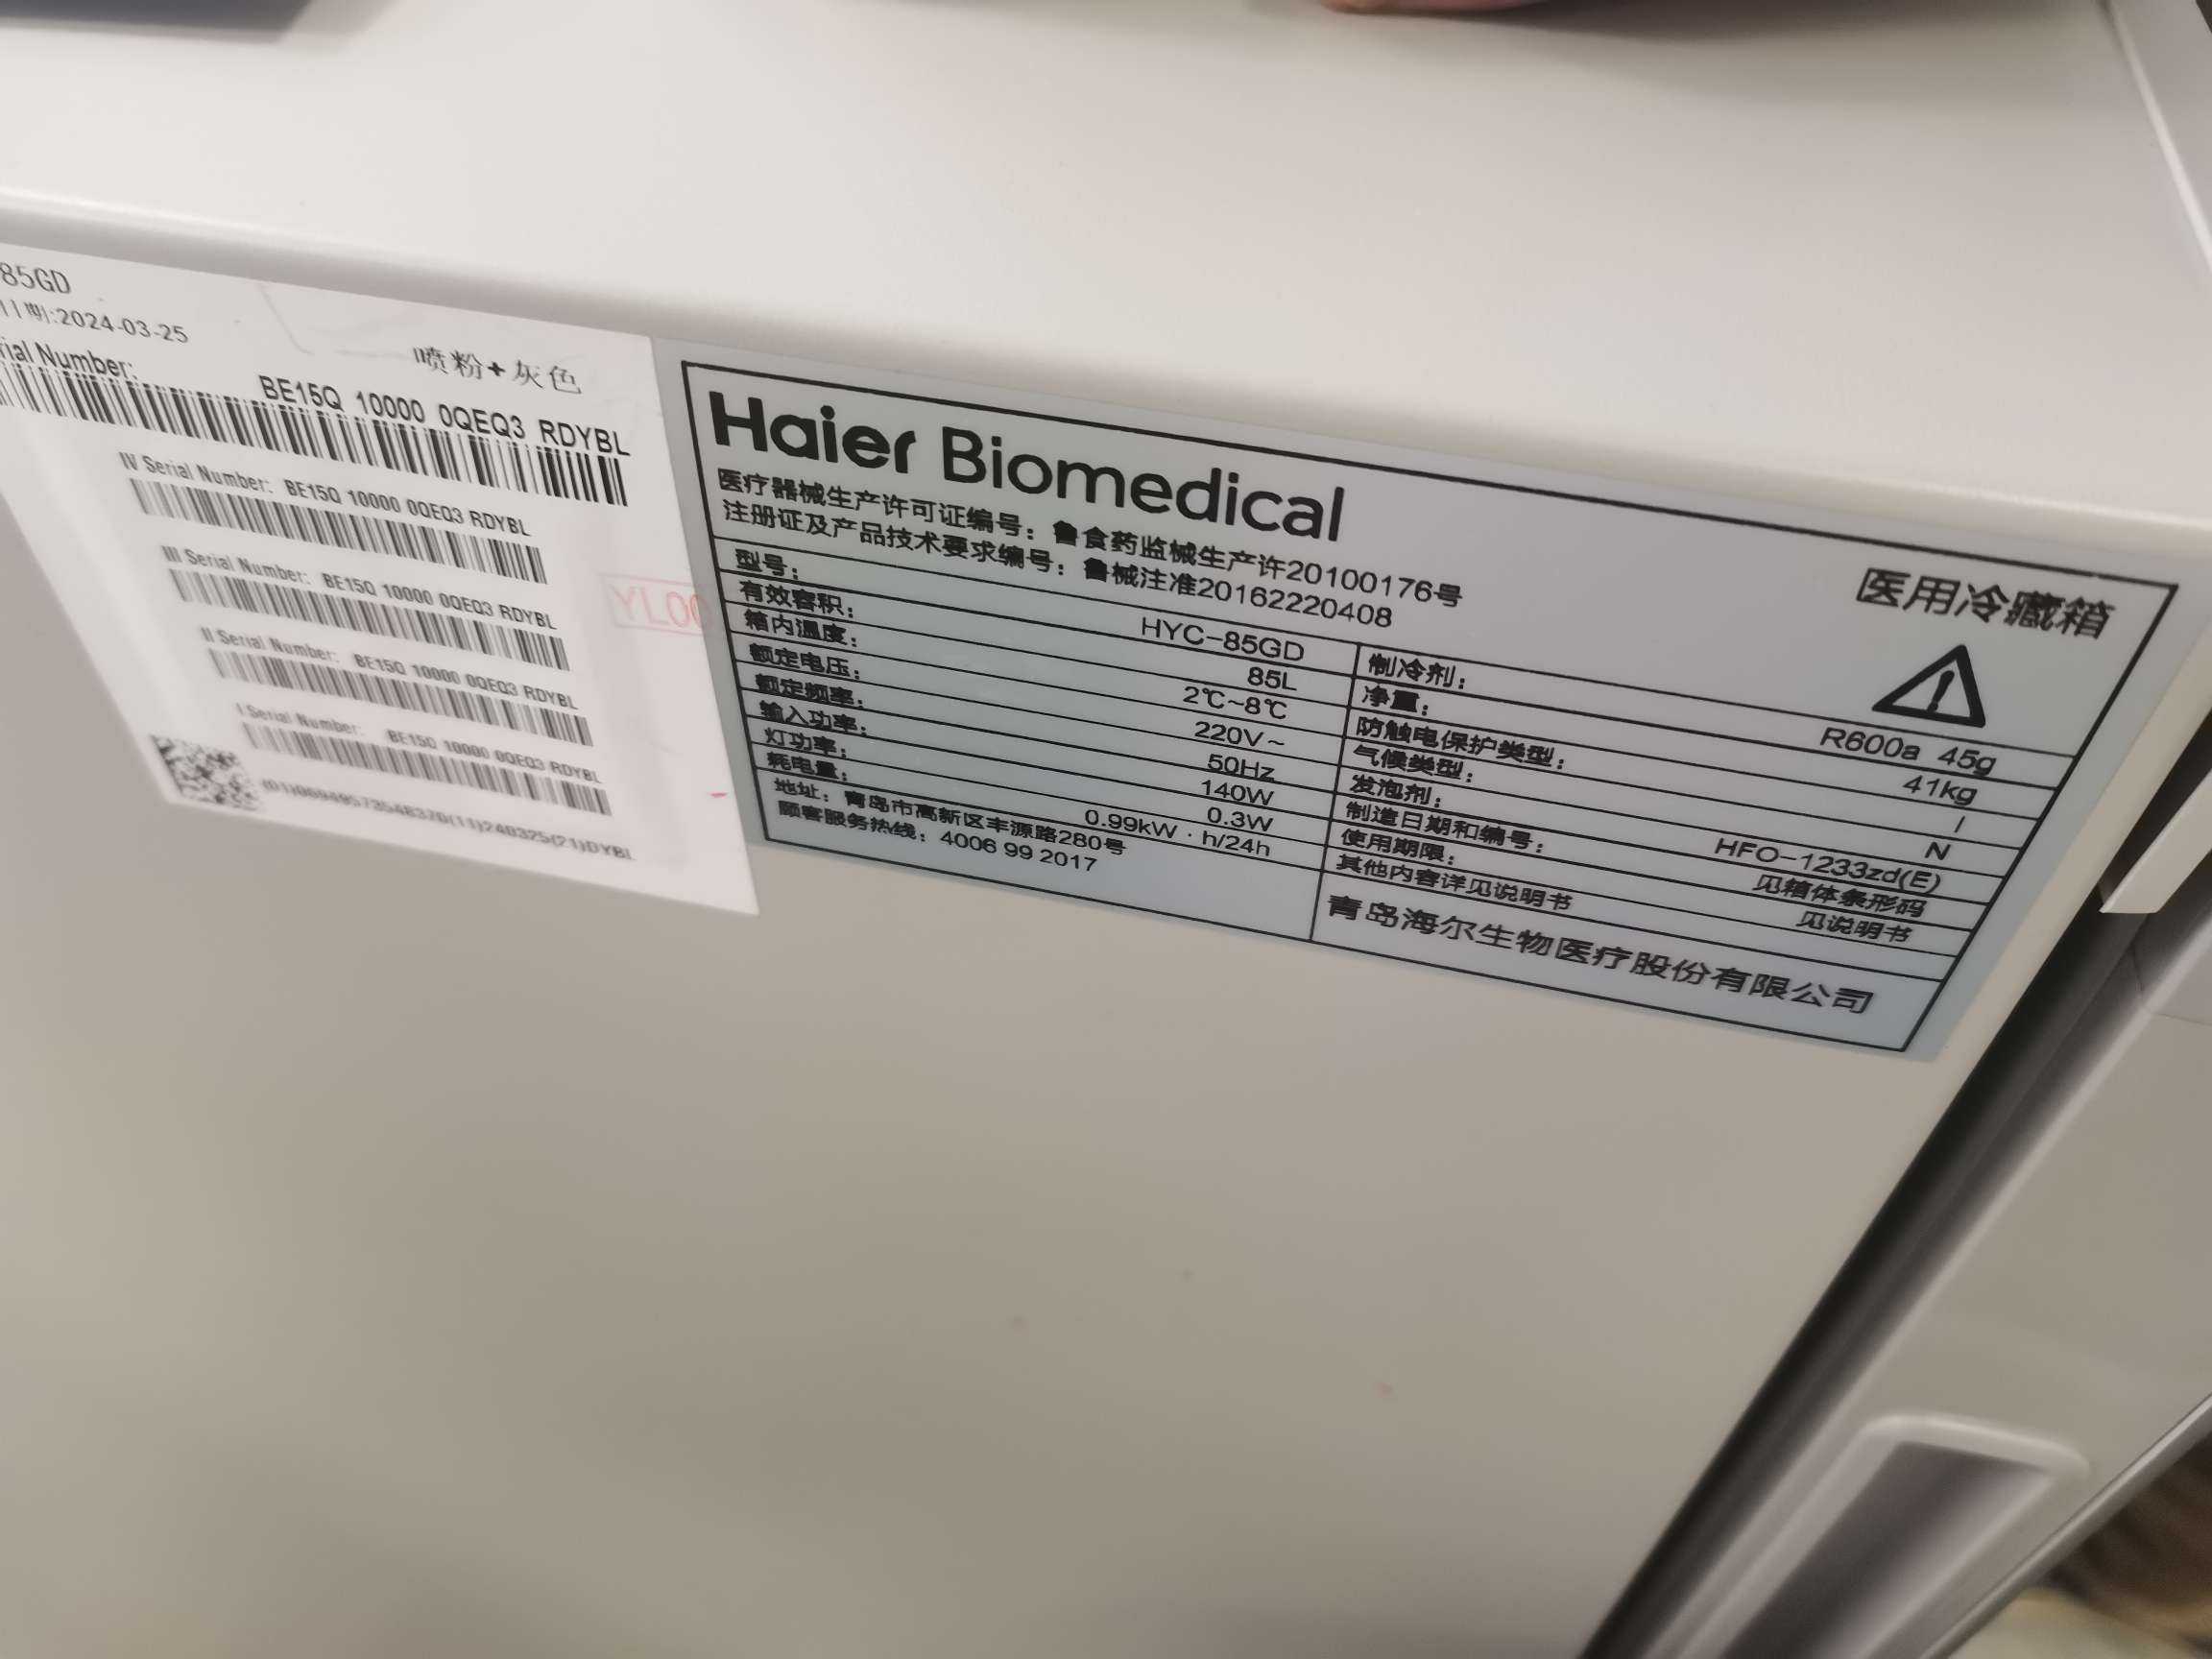 85GD
日期:2024-03-25
喷粉+灰色
Serial Number:
BE15Q 10000 0QEQ3 RDYBL
IV Serial Number: BE15Q 10000 0QEQ3 RDYBL
III Serial Number: BE15Q 10000 0QEQ3 RDYBL
II Serial Number: BE15Q 10000 0QEQ3 RDYBL
I Serial Number: BE15Q 10000 0QEQ3 RDYBL
YL00
Haier Biomedical
医用冷藏箱
医疗器械生产许可证编号：鲁食药监械生产许20100176号
注册证及产品技术要求编号：鲁械注准20162220408
型号： HYC-85GD
有效容积： 85L
箱内温度： 2℃~8℃
额定电压： 220V~
额定频率： 50Hz
输入功率： 140W
灯功率： 0.3W
耗电量： 0.99kW·h/24h
地址：青岛市高新区丰源路280号
顾客服务热线：4006 99 2017
制冷剂： R600a 45g
净重： 41kg
防触电保护类型： I
气候类型： N
发泡剂： HFO-1233zd(E)
制造日期和编号： 见箱体条形码
使用期限： 见说明书
其他内容详见说明书
青岛海尔生物医疗股份有限公司